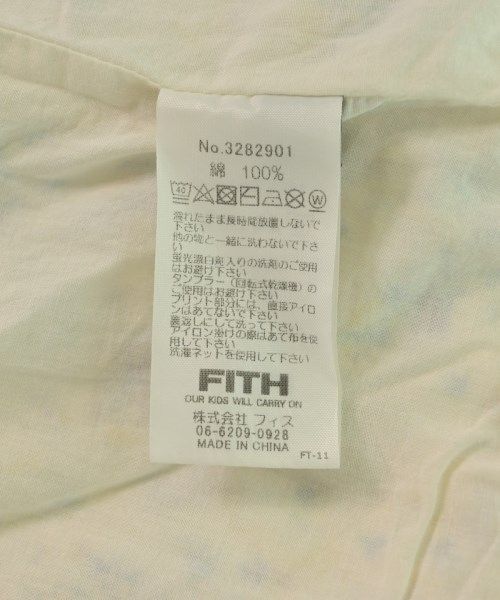 No.3282901
綿 100%
40 W
濡れたまま長時間放置しないで
下さい
他の物と一緒に洗わないで下さ
い
蛍光漂白剤入りの洗剤のご使用
はお避け下さい
タンブラー（回転式乾燥機）の
ご使用はお避け下さい
プリント部分には、直接アイロ
ンはあてないで下さい
裏返しにして洗って下さい
アイロン掛けの際はあて布を使
用して下さい
洗濯ネットを使用して下さい
FITH
OUR KIDS WILL CARRY ON
株式会社 フィス
06-6209-0928
MADE IN CHINA
FT-11